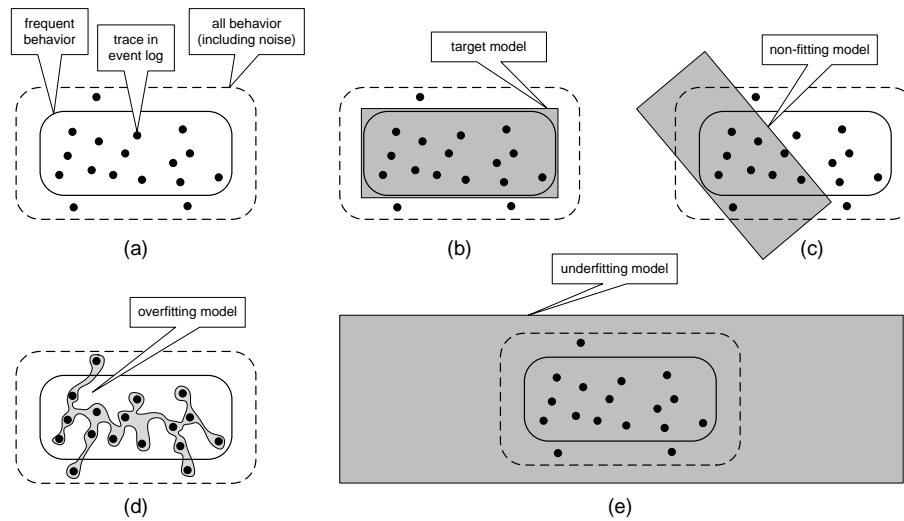 frequent
behavior
trace in
event log
all behavior
(including noise)
target model
non-fitting model
(a)
(b)
(c)
overfitting model
underfitting model
(d)
(e)